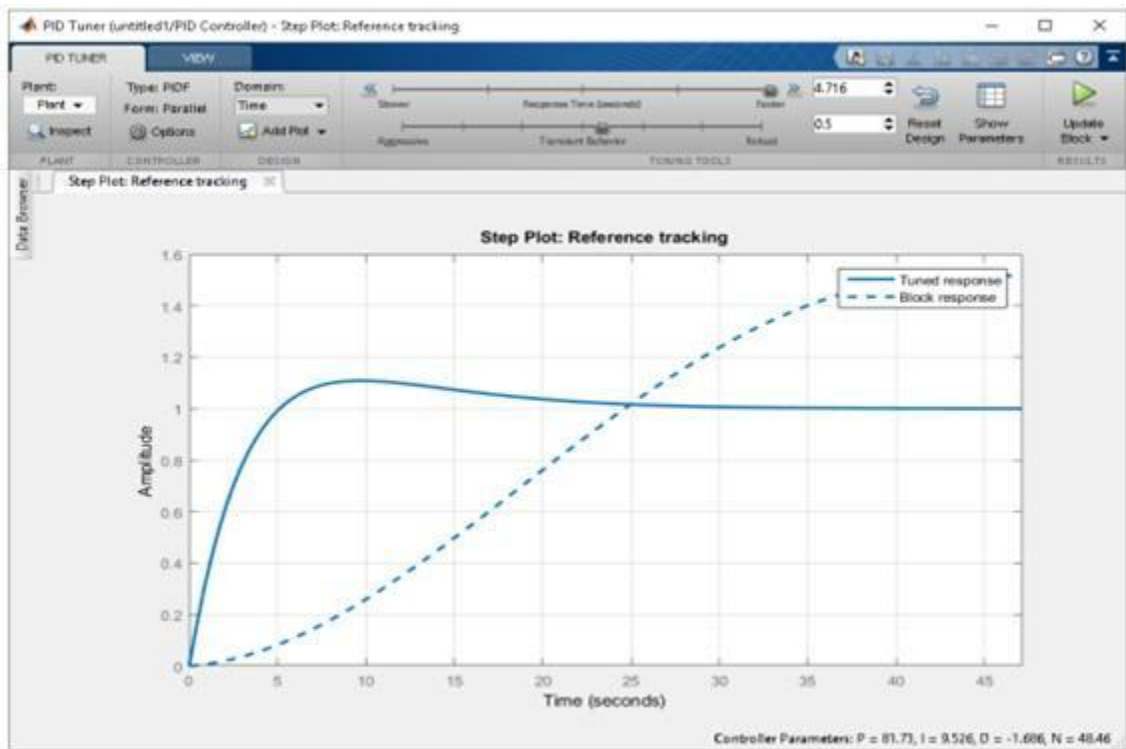 PID Tuner (untitled1/PID Controller) - Step Plot: Reference tracking
PID TUNER VIEW
Plant: Type: PIDF Domain: 4.716
Plant Form: Parallel Time Slower Response Time (seconds) Faster
Inspect Options Add Plot Aggressive Transient Behavior Robust 0.5 Reset Design Show Parameters Update Block
PLANT CONTROLLER DESIGN TUNING TOOLS RESULTS
Data Browser
Step Plot: Reference tracking
Step Plot: Reference tracking
Tuned response
Block response
1.6
1.4
1.2
1
0.8
0.6
0.4
0.2
0
Amplitude
0 5 10 15 20 25 30 35 40 45
Time (seconds)
Controller Parameters: P = 81.73, I = 9.526, D = -1.686, N = 48.46